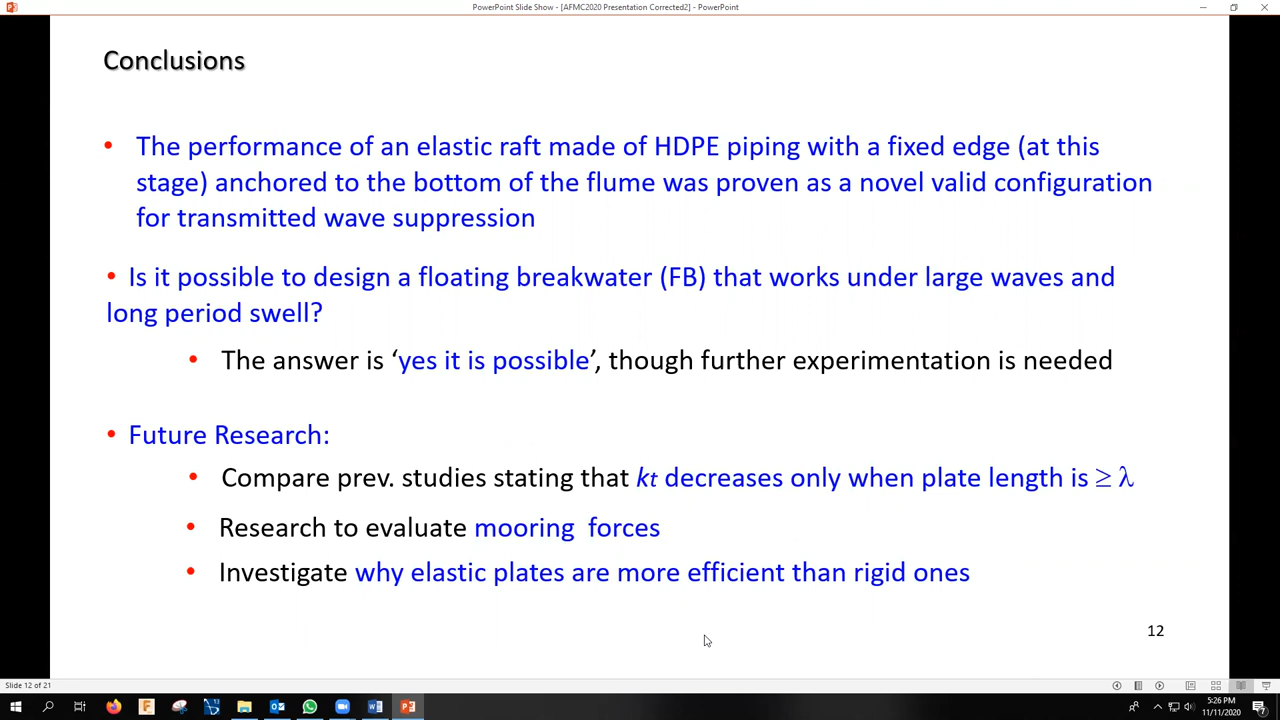 PowerPoint Slide Show - [AFMC2020 Presentation Corrected2] - PowerPoint
Conclusions
• The performance of an elastic raft made of HDPE piping with a fixed edge (at this
stage) anchored to the bottom of the flume was proven as a novel valid configuration
for transmitted wave suppression
• Is it possible to design a floating breakwater (FB) that works under large waves and
long period swell?
• The answer is ‘yes it is possible’, though further experimentation is needed
• Future Research:
• Compare prev. studies stating that kt decreases only when plate length is ≥ λ
• Research to evaluate mooring  forces
• Investigate why elastic plates are more efficient than rigid ones
12
Slide 12 of 21
5:26 PM
11/11/2020
7